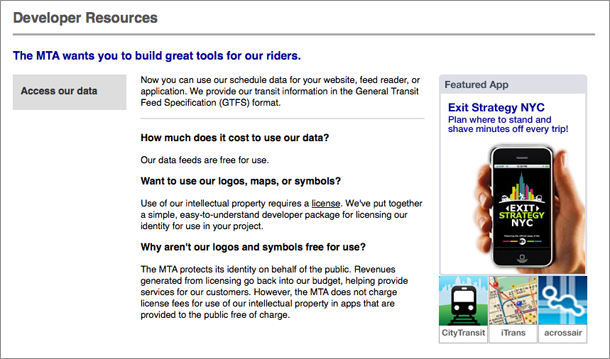 Developer Resources
The MTA wants you to build great tools for our riders.
Access our data
Now you can use our schedule data for your website, feed reader, or
application. We provide our transit information in the General Transit
Feed Specification (GTFS) format.
How much does it cost to use our data?
Our data feeds are free for use.
Want to use our logos, maps, or symbols?
Use of our intellectual property requires a license. We've put together
a simple, easy-to-understand developer package for licensing our
identity for use in your project.
Why aren't our logos and symbols free for use?
The MTA protects its identity on behalf of the public. Revenues
generated from licensing go back into our budget, helping provide
services for our customers. However, the MTA does not charge
license fees for use of our intellectual property in apps that are
provided to the public free of charge.
Featured App
Exit Strategy NYC
Plan where to stand and
shave minutes off every trip!
EXIT
STRATEGY
NYC
CityTransit
iTrans
acrossair